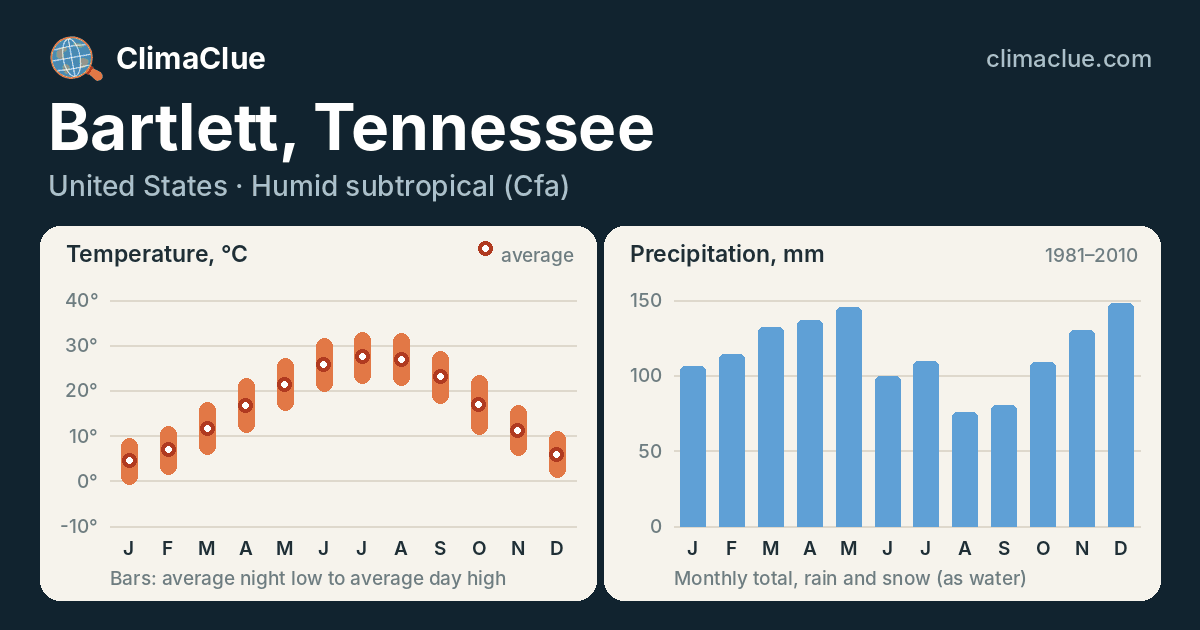 ClimaClue
climaclue.com
Bartlett, Tennessee
United States · Humid subtropical (Cfa)
Temperature, °C
average
40°
30°
20°
10°
0°
-10°
J F M A M J J A S O N D
Bars: average night low to average day high
Precipitation, mm
1981–2010
150
100
50
0
J F M A M J J A S O N D
Monthly total, rain and snow (as water)